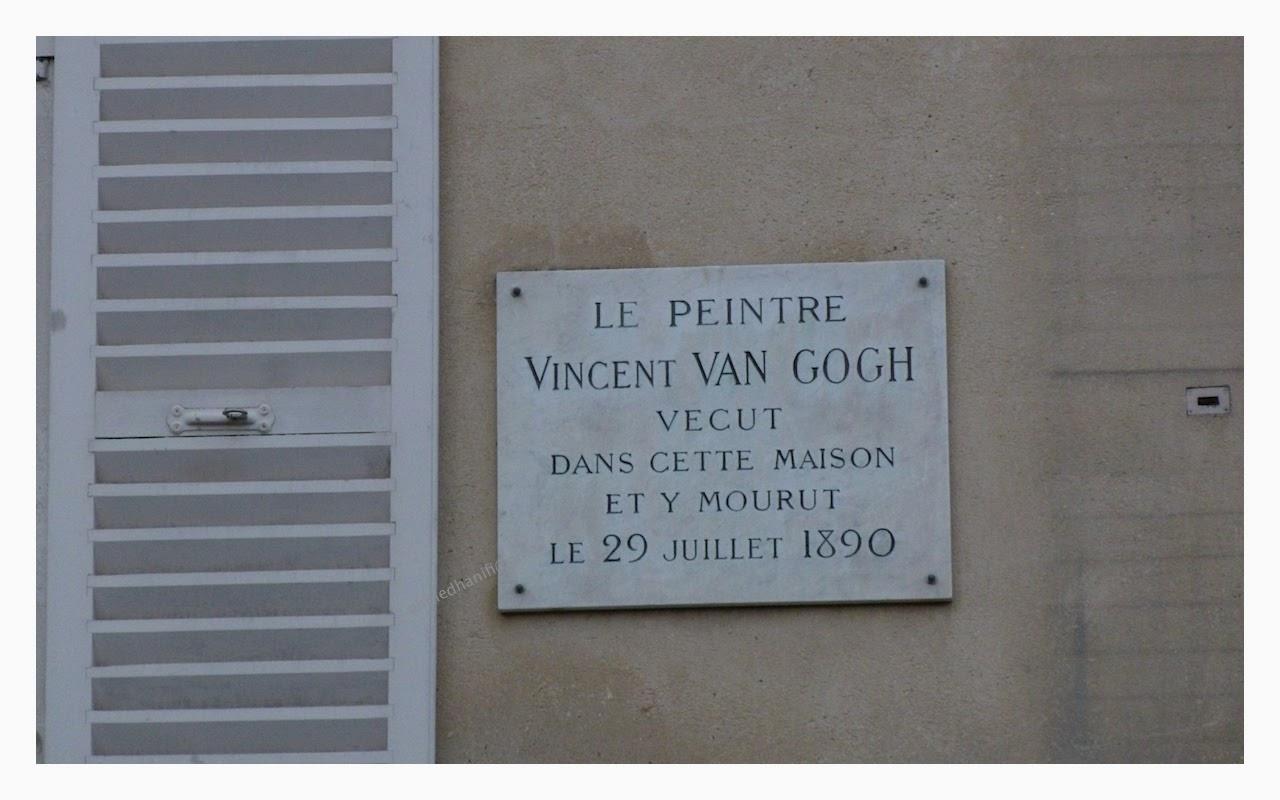 LE PEINTRE
VINCENT VAN GOGH
VECUT
DANS CETTE MAISON
ET Y MOURUT
LE 29 JUILLET 1890